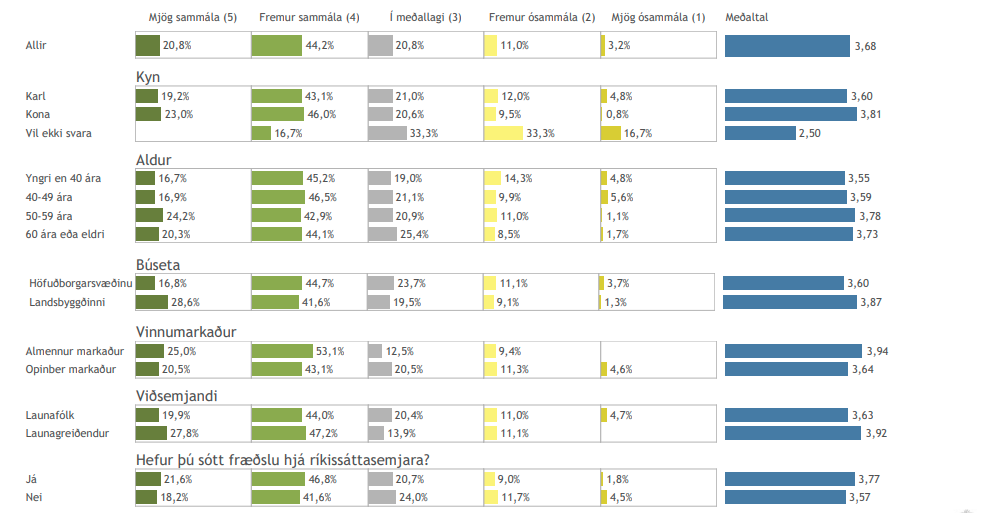 Mjög sammála (5) Fremur sammála (4) Í meðallagi (3) Fremur ósammála (2) Mjög ósammála (1) Meðaltal
Allir 20,8% 44,2% 20,8% 11,0% 3,2% 3,68
Kyn
Karl 19,2% 43,1% 21,0% 12,0% 4,8% 3,60
Kona 23,0% 46,0% 20,6% 9,5% 0,8% 3,81
Vil ekki svara 16,7% 33,3% 33,3% 16,7% 2,50
Aldur
Yngri en 40 ára 16,7% 45,2% 19,0% 14,3% 4,8% 3,55
40-49 ára 16,9% 46,5% 21,1% 9,9% 5,6% 3,59
50-59 ára 24,2% 42,9% 20,9% 11,0% 1,1% 3,78
60 ára eða eldri 20,3% 44,1% 25,4% 8,5% 1,7% 3,73
Búseta
Höfuðborgarsvæðinu 16,8% 44,7% 23,7% 11,1% 3,7% 3,60
Landsbyggðinni 28,6% 41,6% 19,5% 9,1% 1,3% 3,87
Vinnumarkaður
Almennur markaður 25,0% 53,1% 12,5% 9,4% 3,94
Opinber markaður 20,5% 43,1% 20,5% 11,3% 4,6% 3,64
Viðsemjandi
Launafólk 19,9% 44,0% 20,4% 11,0% 4,7% 3,63
Launagreiðendur 27,8% 47,2% 13,9% 11,1% 3,92
Hefur þú sótt fræðslu hjá ríkissáttasemjara?
Já 21,6% 46,8% 20,7% 9,0% 1,8% 3,77
Nei 18,2% 41,6% 24,0% 11,7% 4,5% 3,57